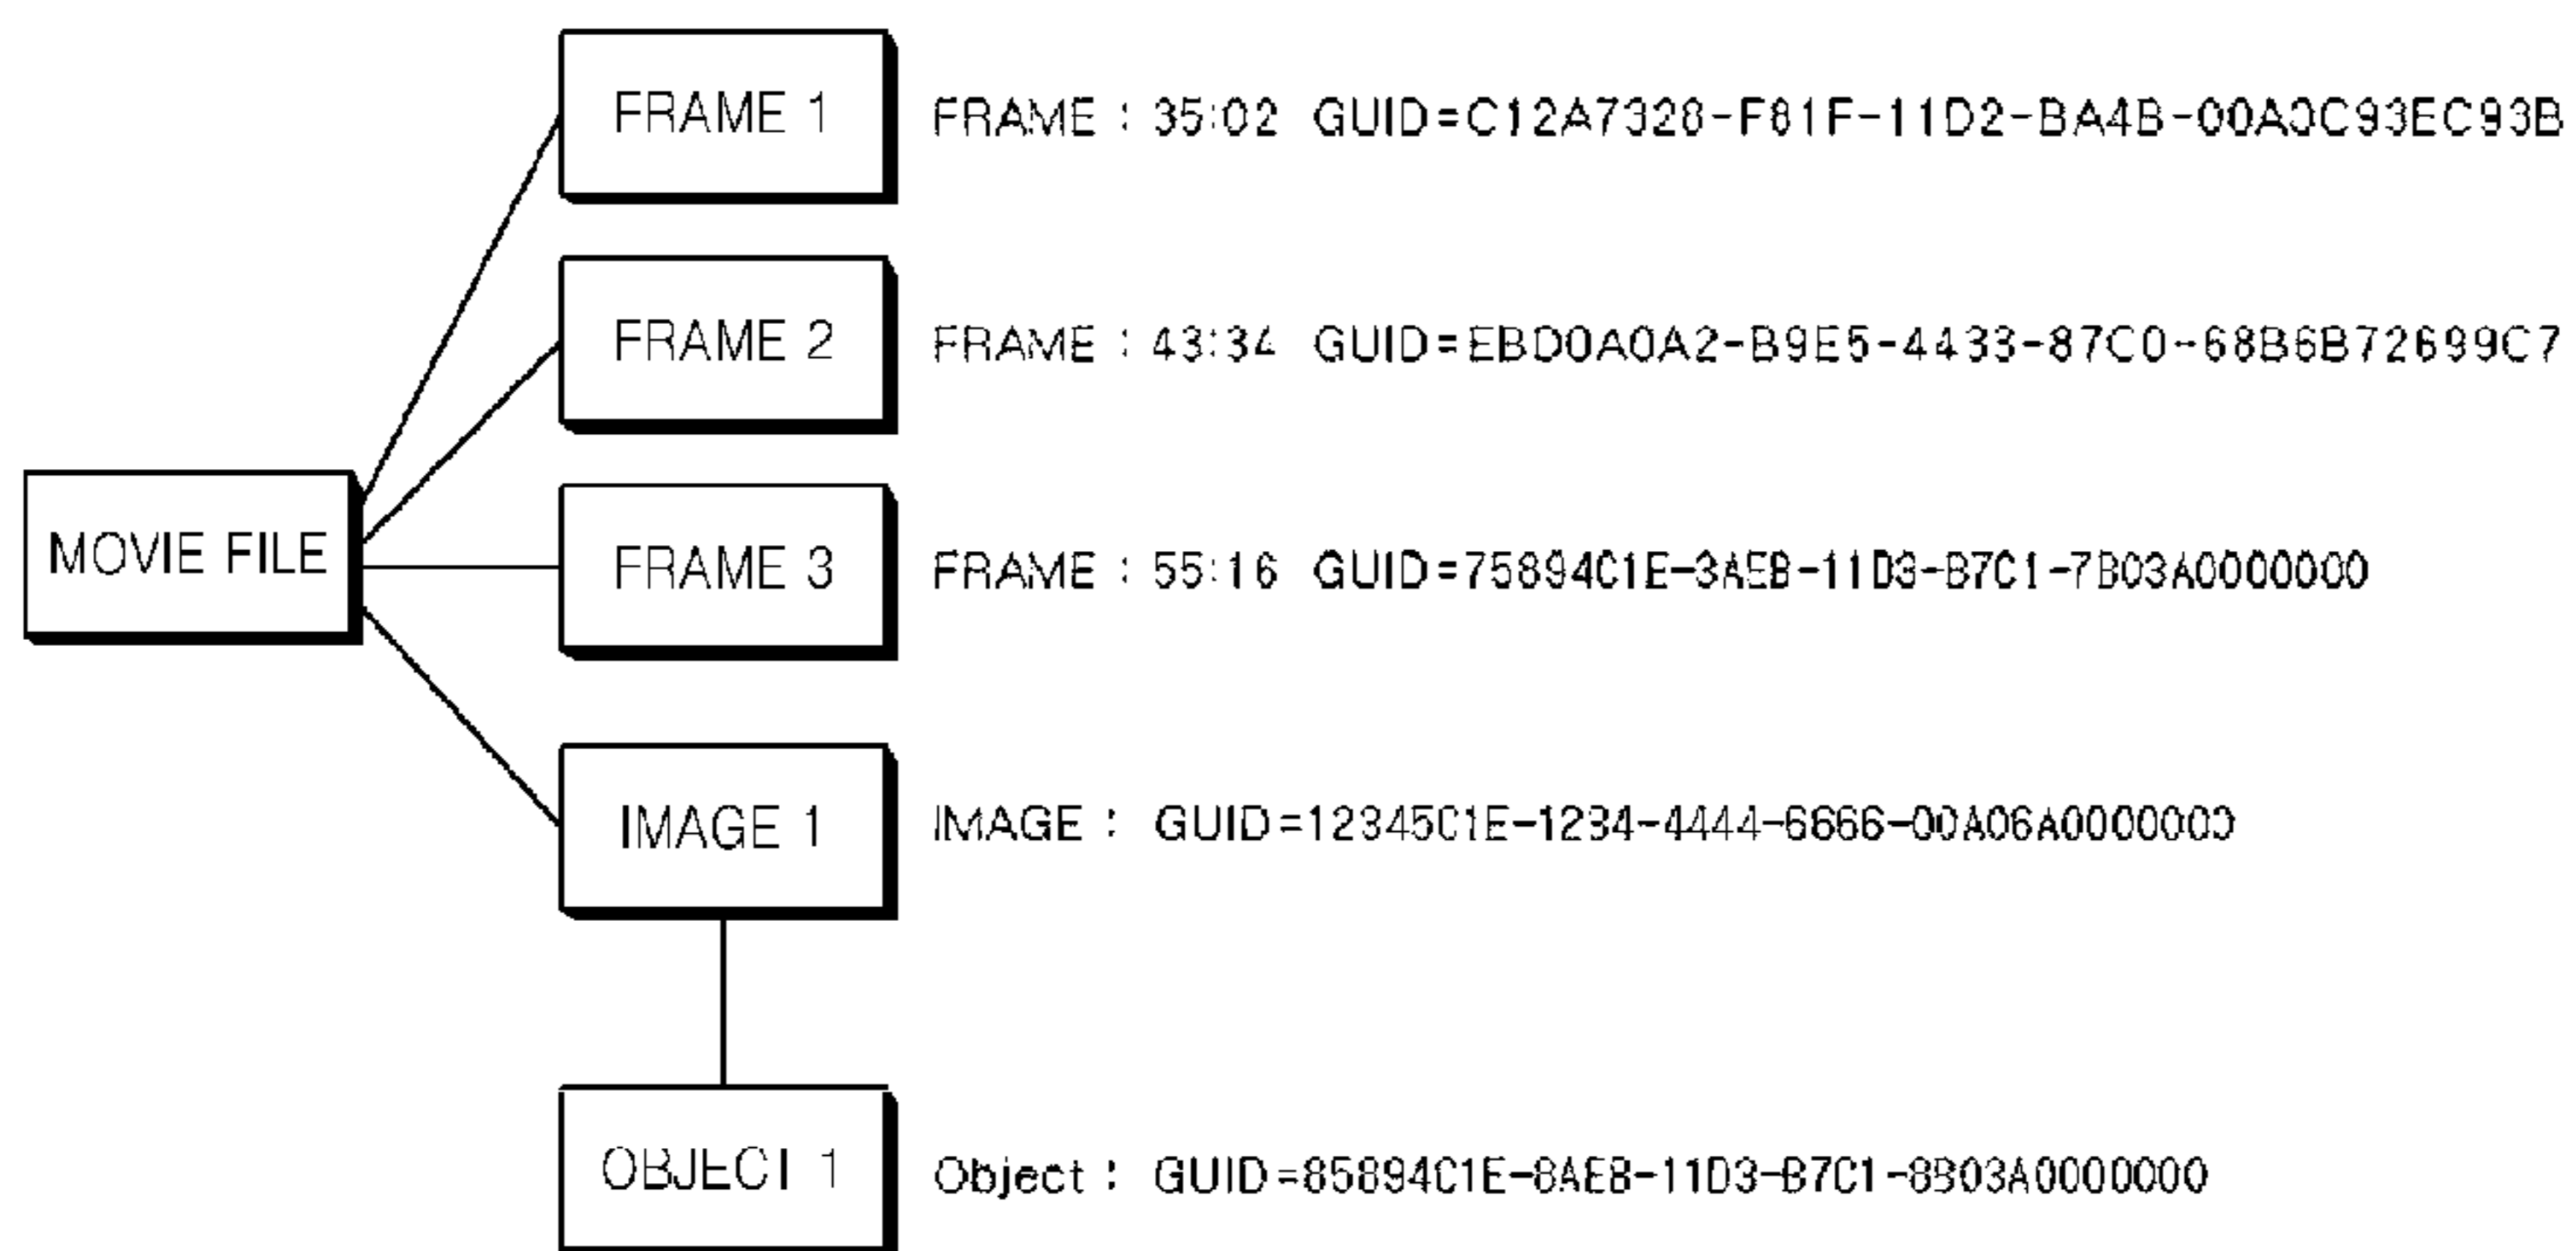 FRAME 1
FRAME : 35:02 GUID=C12A7328-F81F-11D2-BA4B-00A0C93EC93B
FRAME 2
FRAME : 43:34 GUID=EBD0A0A2-B9E5-4433-87C0-68B6B72699C7
MOVIE FILE
FRAME 3
FRAME : 55:16 GUID=75894C1E-3AEB-11D3-B7C1-7B03A0000000
IMAGE 1
IMAGE : GUID=12345C1E-1234-4444-6666-00A06A0000000
OBJECT 1
Object : GUID=85894C1E-8AE8-11D3-B7C1-8B03A0000000